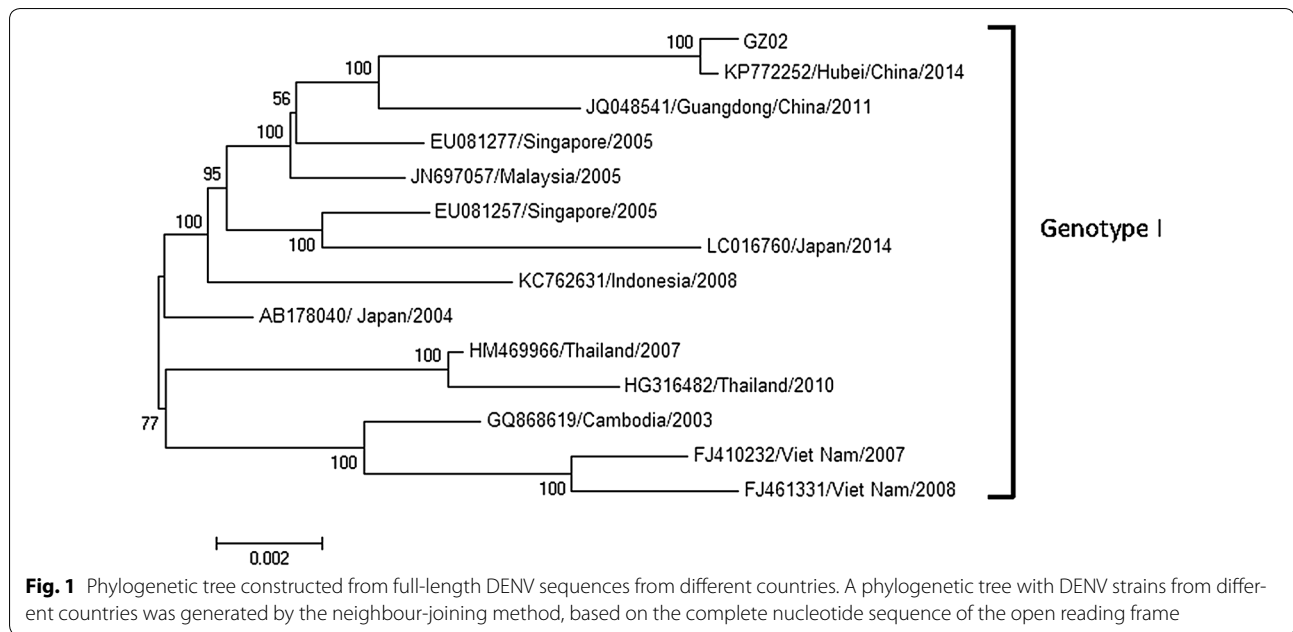 100
GZ02
KP772252/Hubei/China/2014
100
JQ048541/Guangdong/China/2011
56
EU081277/Singapore/2005
100
JN697057/Malaysia/2005
95
EU081257/Singapore/2005
100
LC016760/Japan/2014
100
KC762631/Indonesia/2008
AB178040/ Japan/2004
100
HM469966/Thailand/2007
HG316482/Thailand/2010
77
GQ868619/Cambodia/2003
100
FJ410232/Viet Nam/2007
100
FJ461331/Viet Nam/2008
Genotype I
0.002
Fig. 1 Phylogenetic tree constructed from full-length DENV sequences from different countries. A phylogenetic tree with DENV strains from differ-
ent countries was generated by the neighbour-joining method, based on the complete nucleotide sequence of the open reading frame